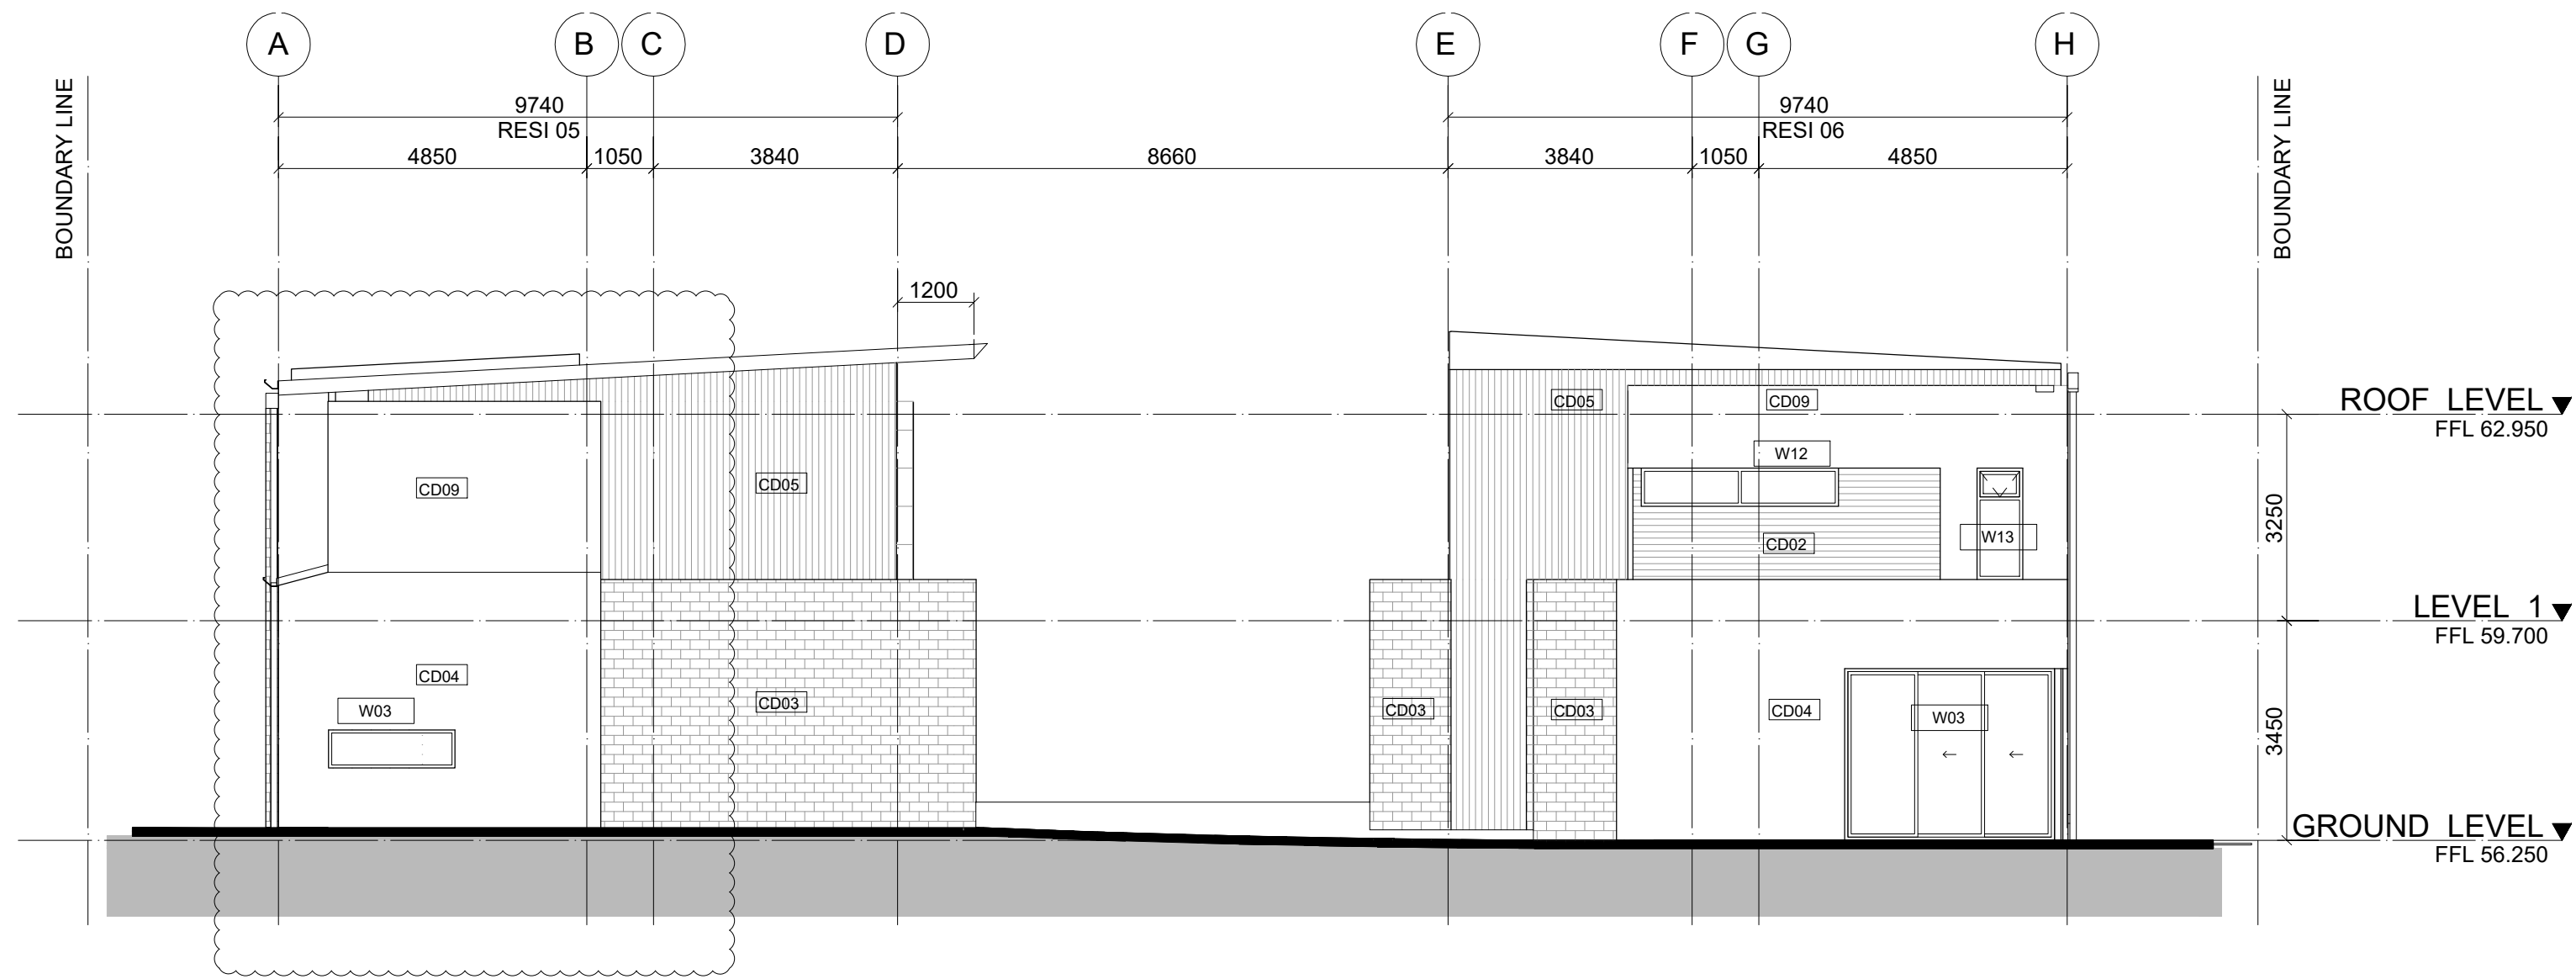 A B C D E F G H
BOUNDARY LINE
BOUNDARY LINE
9740
RESI 05
9740
RESI 06
4850 1050 3840 8660 3840 1050 4850
1200
CD05 CD09
ROOF LEVEL
FFL 62.950
W12
CD09 CD05
3250
CD02 W13
LEVEL 1
FFL 59.700
CD04
W03
CD03
CD03 CD03 CD04 W03
3450
GROUND LEVEL
FFL 56.250